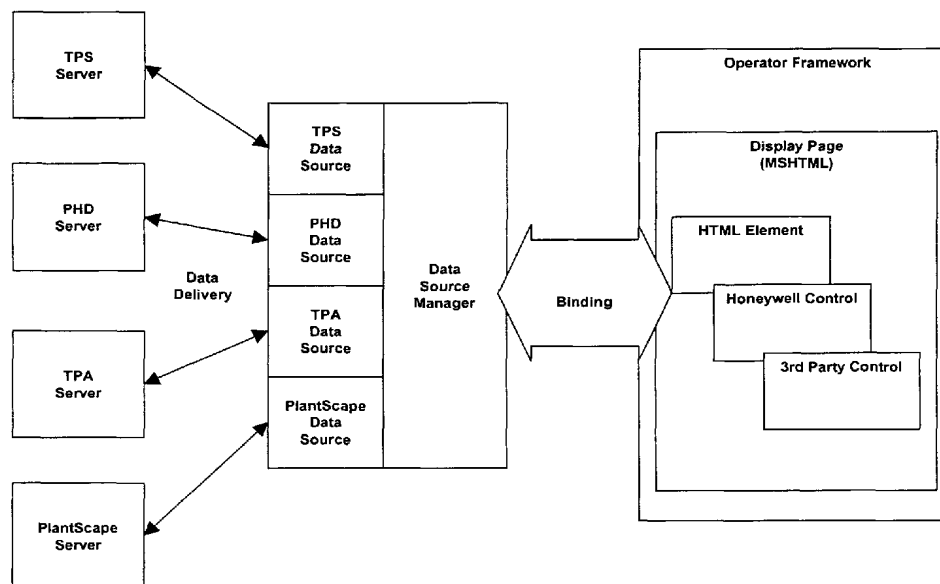 TPS
Server
PHD
Server
Data
Delivery
TPA
Server
PlantScape
Server
TPS
Data
Source
PHD
Data
Source
TPA
Data
Source
PlantScape
Data
Source
Data
Source
Manager
Binding
Operator Framework
Display Page
(MSHTML)
HTML Element
Honeywell Control
3rd Party Control